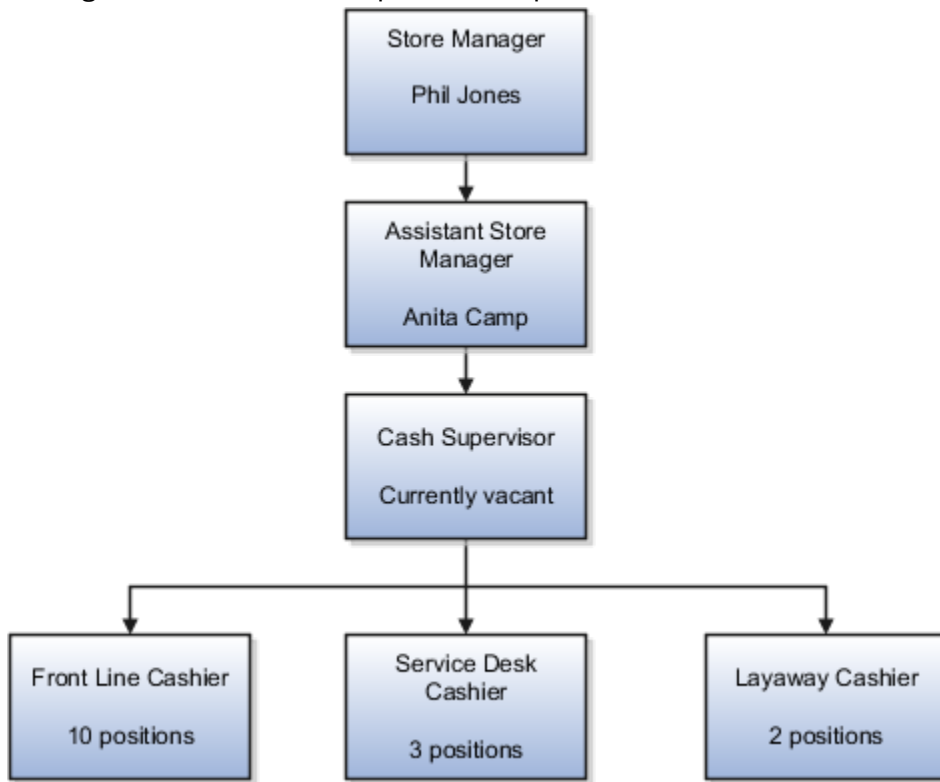 Store Manager
Phil Jones
Assistant Store
Manager
Anita Camp
Cash Supervisor
Currently vacant
Front Line Cashier
10 positions
Service Desk
Cashier
3 positions
Layaway Cashier
2 positions